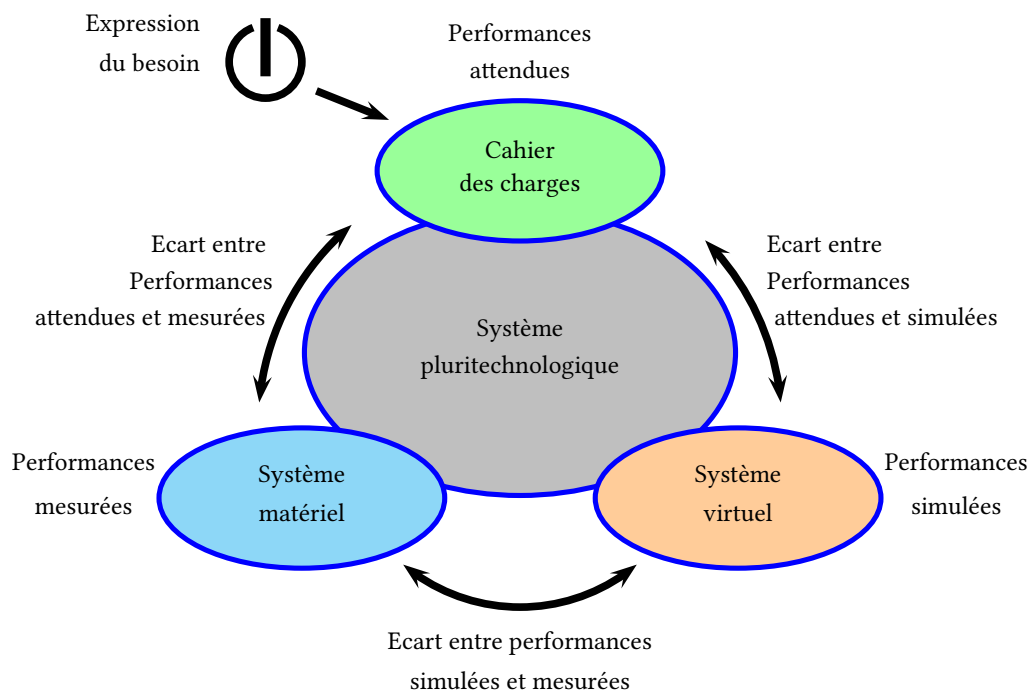 Expression
du besoin
Performances
attendues
Cahier
des charges
Ecart entre
Performances
attendues et mesurées
Ecart entre
Performances
attendues et simulées
Système
pluritechnologique
Performances
mesurées
Système
matériel
Système
virtuel
Performances
simulées
Ecart entre performances
simulées et mesurées